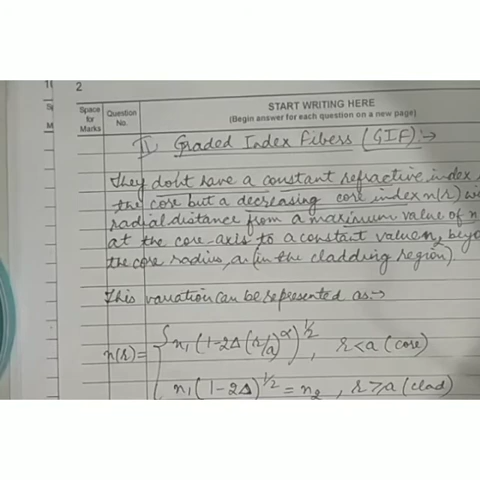 2
START WRITING HERE
(Begin answer for each question on a new page)
Space for Marks
Question No.
II Graded Index Fibers (GIF):→
They don't have a constant refractive index
the core but a decreasing core index n(r) wi
radial distance from a maximum value of n
at the core axis to a constant value n₂ beyo
the core radius, a (in the cladding region).
This variation can be represented as:→
n(r) = { n₁(1-2Δ(r/a)^α)^1/2, r<a (core)
n₁(1-2Δ)^1/2 = n₂, r≥a (clad)